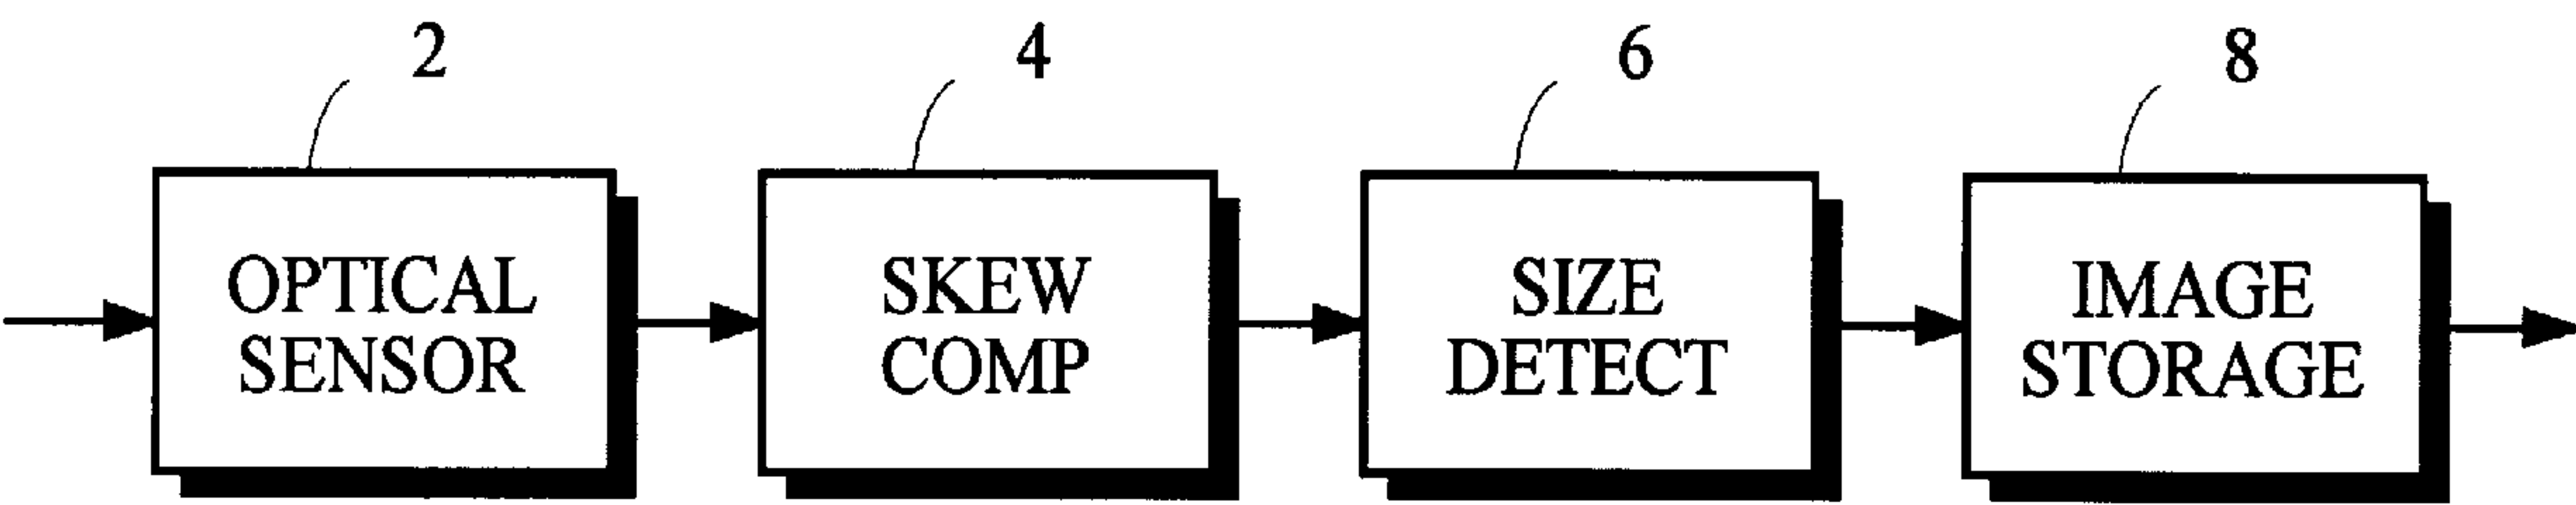 2
4
6
8
OPTICAL
SENSOR
SKEW
COMP
SIZE
DETECT
IMAGE
STORAGE